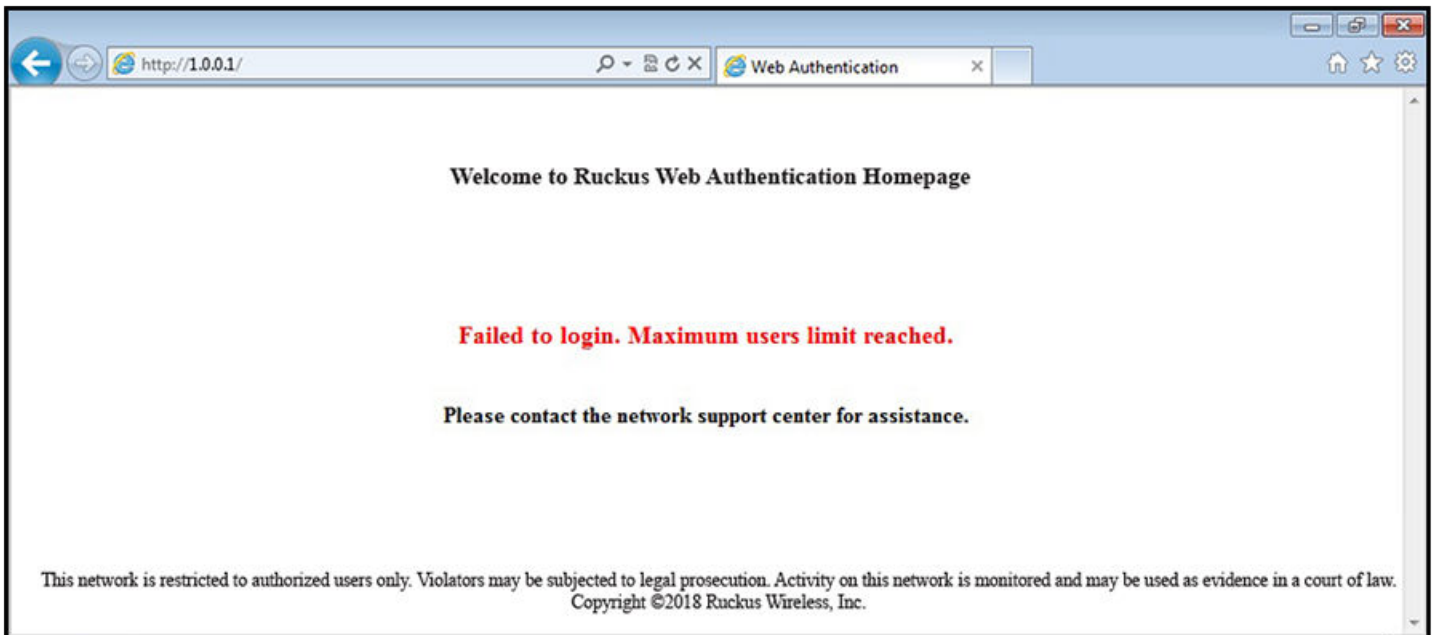 http://1.0.0.1/
Web Authentication
Welcome to Ruckus Web Authentication Homepage
Failed to login. Maximum users limit reached.
Please contact the network support center for assistance.
This network is restricted to authorized users only. Violators may be subjected to legal prosecution. Activity on this network is monitored and may be used as evidence in a court of law.
Copyright ©2018 Ruckus Wireless, Inc.